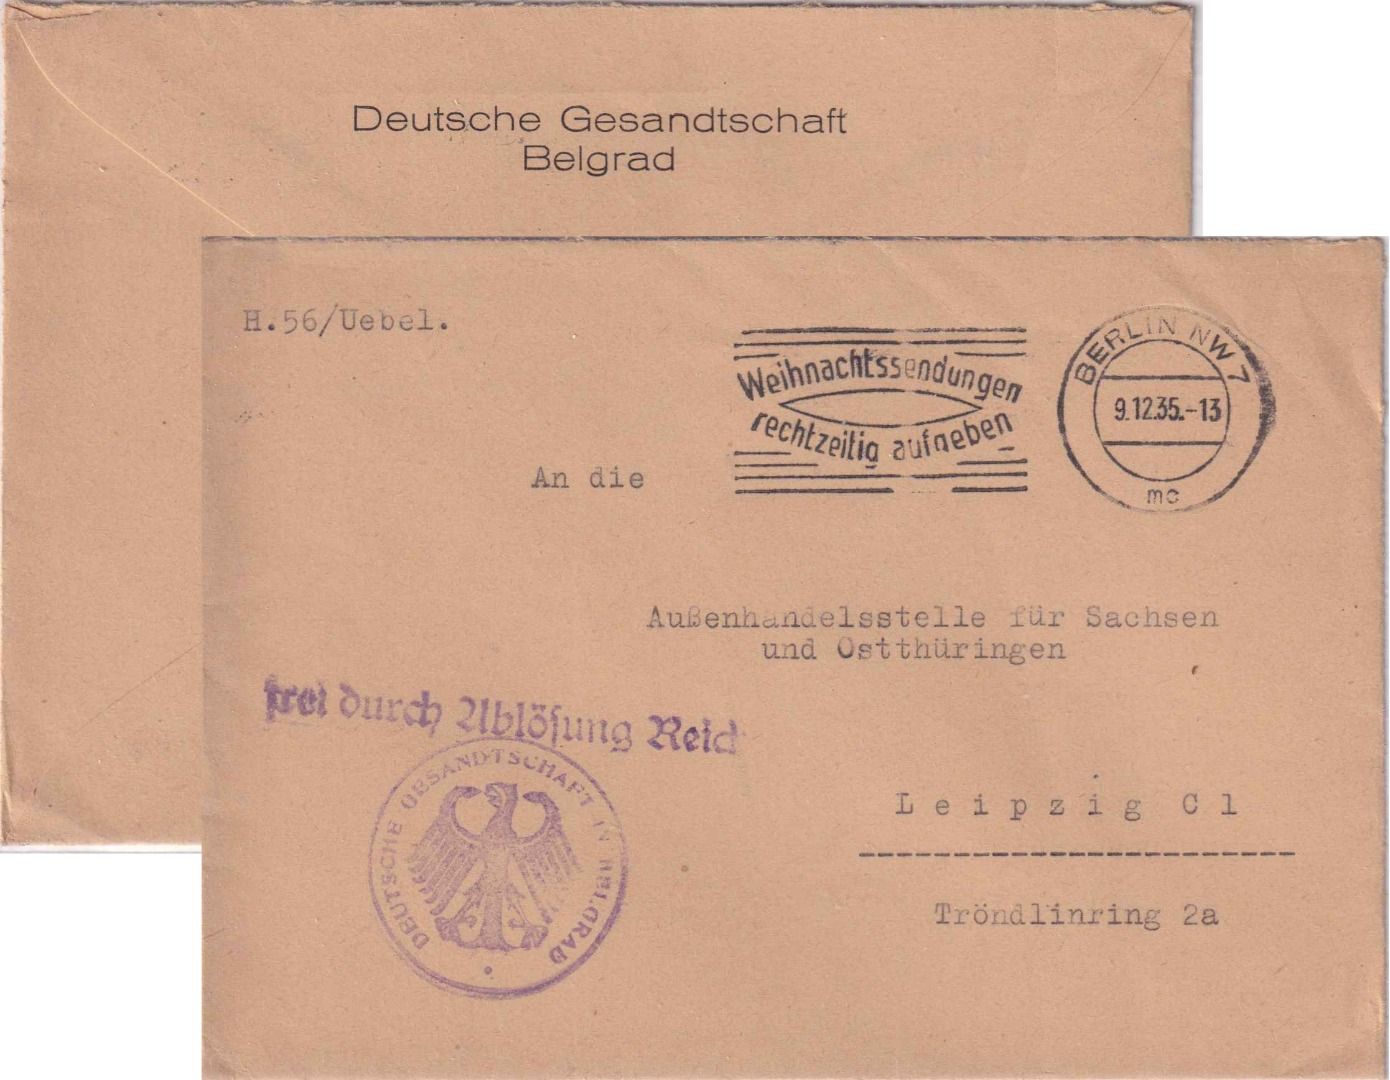 Deutsche Gesandtschaft
Belgrad
H.56/Uebel.
Weihnachtssendungen
rechtzeitig aufgeben
BERLIN NW 7
9.12.35.-13
mc
An die
Außenhandelsstelle für Sachsen
und Ostthüringen
frei durch Ablösung Reich
DEUTSCHE GESANDTSCHAFT IN BELGRAD
Leipzig C1
Tröndlinring 2a